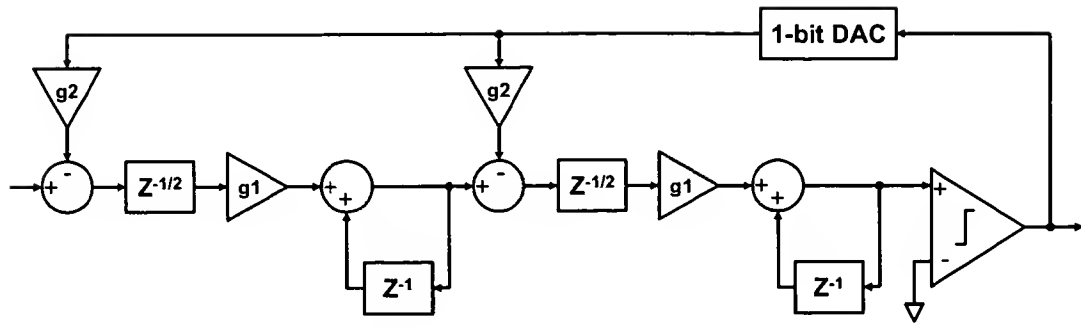 1-bit DAC
g2
g2
+
-
Z-1/2
g1
+
+
+
-
Z-1/2
g1
+
+
+
-
Z-1
Z-1